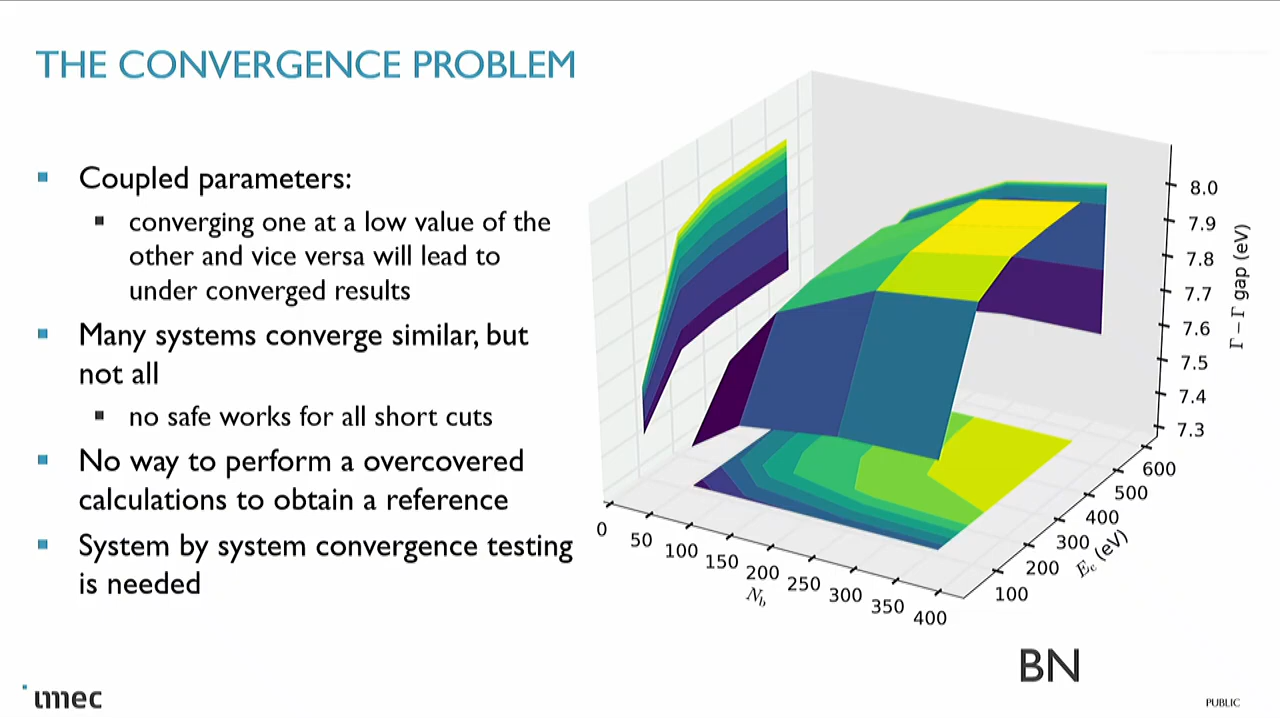 THE CONVERGENCE PROBLEM
Coupled parameters:
converging one at a low value of the
other and vice versa will lead to
under converged results
Many systems converge similar, but
not all
no safe works for all short cuts
No way to perform a overcovered
calculations to obtain a reference
System by system convergence testing
is needed
8.0
7.9
7.8
7.7
7.6
7.5
7.4
7.3
Γ − Γ gap (eV)
600
500
400
300
200
100
E_c (eV)
0
50
100
150
200
250
300
350
400
N_b
BN
imec
PUBLIC